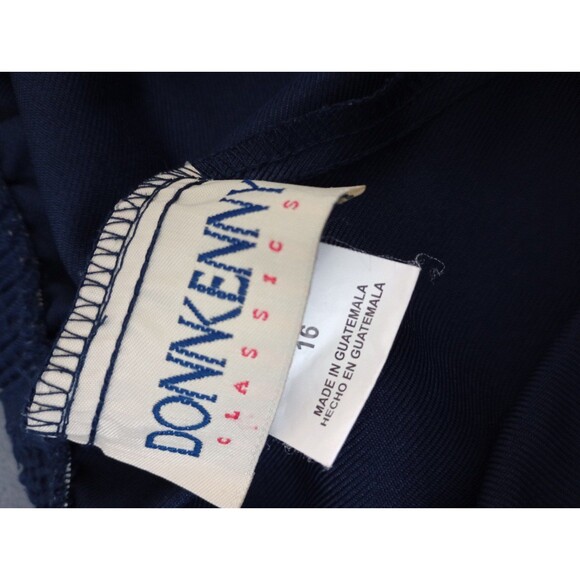 DONNKENNY
CLASSICS
16
MADE IN GUATEMALA
HECHO EN GUATEMALA